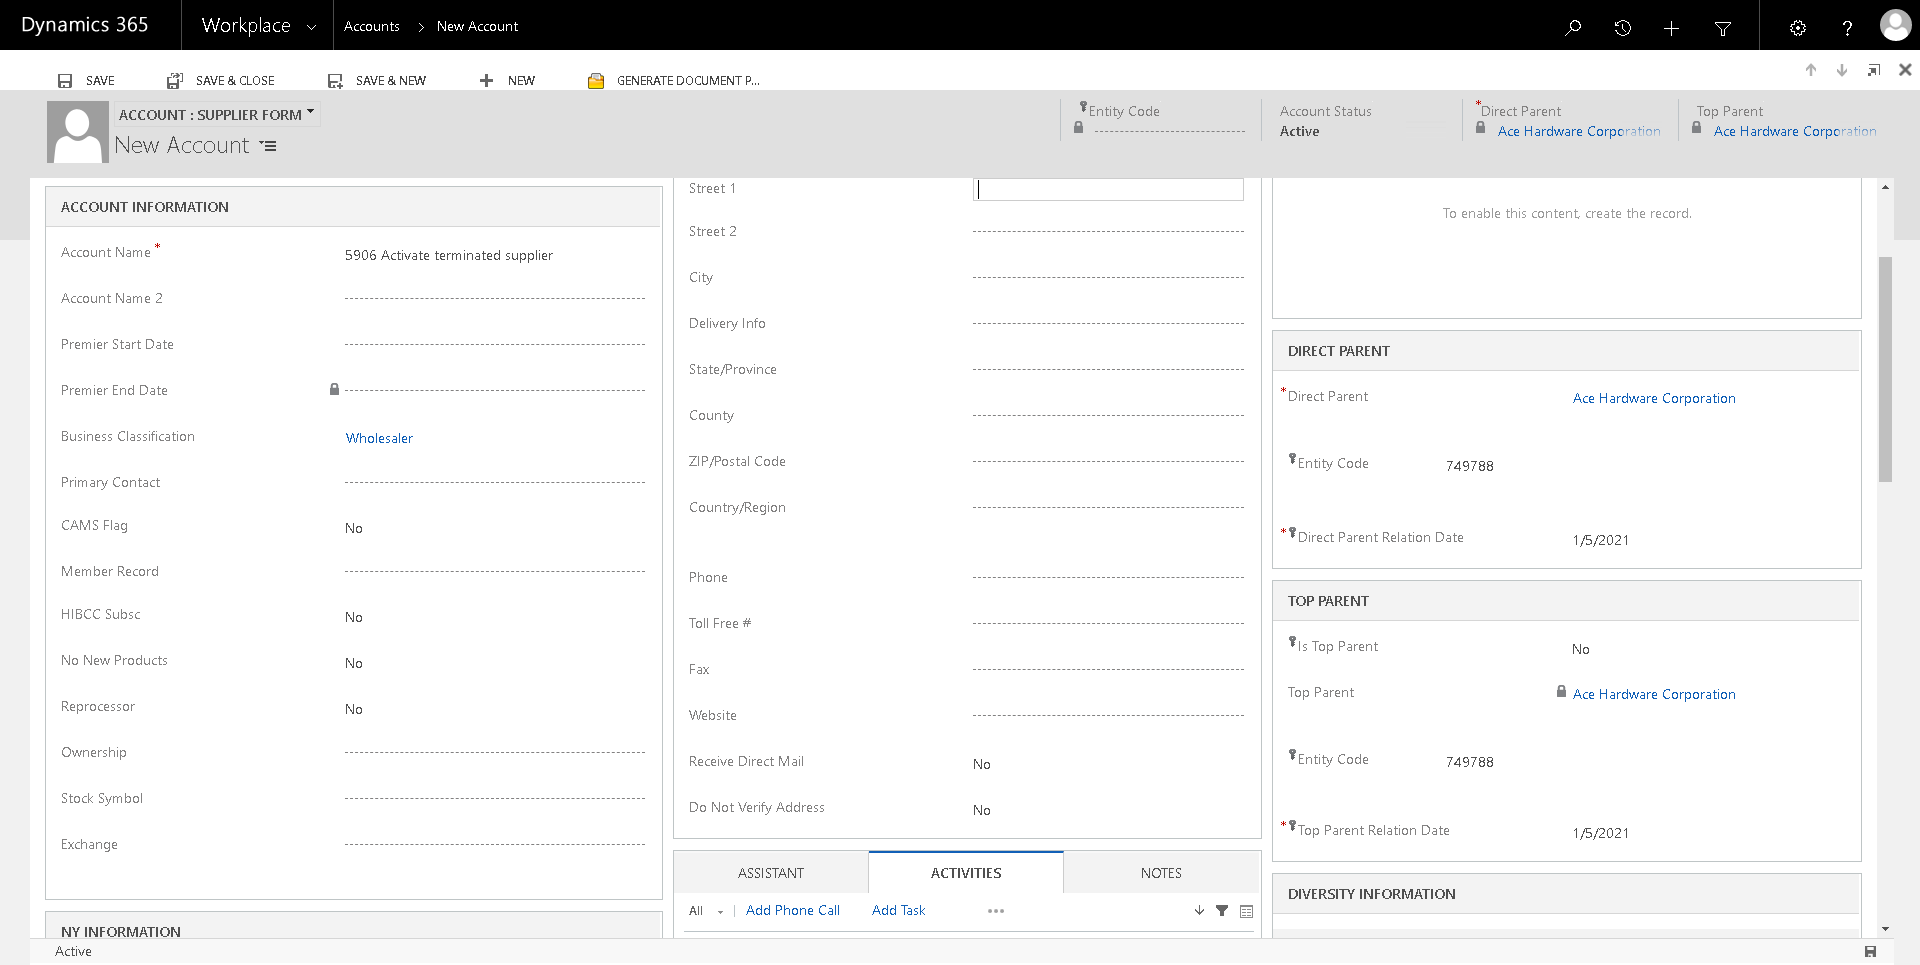 Dynamics 365
Workplace
Accounts > New Account
SAVE
SAVE & CLOSE
SAVE & NEW
NEW
GENERATE DOCUMENT P...
ACCOUNT : SUPPLIER FORM
New Account
Entity Code
Account Status
Active
*Direct Parent
Ace Hardware Corporation
Top Parent
Ace Hardware Corporation
ACCOUNT INFORMATION
Account Name * 5906 Activate terminated supplier
Account Name 2
Premier Start Date
Premier End Date
Business Classification Wholesaler
Primary Contact
CAMS Flag No
Member Record
HIBCC Subsc No
No New Products No
Reprocessor No
Ownership
Stock Symbol
Exchange
NY INFORMATION
Street 1
Street 2
City
Delivery Info
State/Province
County
ZIP/Postal Code
Country/Region
Phone
Toll Free #
Fax
Website
Receive Direct Mail No
Do Not Verify Address No
ASSISTANT ACTIVITIES NOTES
All Add Phone Call Add Task ...
To enable this content, create the record.
DIRECT PARENT
*Direct Parent Ace Hardware Corporation
Entity Code 749788
*Direct Parent Relation Date 1/5/2021
TOP PARENT
Is Top Parent No
Top Parent Ace Hardware Corporation
Entity Code 749788
*Top Parent Relation Date 1/5/2021
DIVERSITY INFORMATION
Active